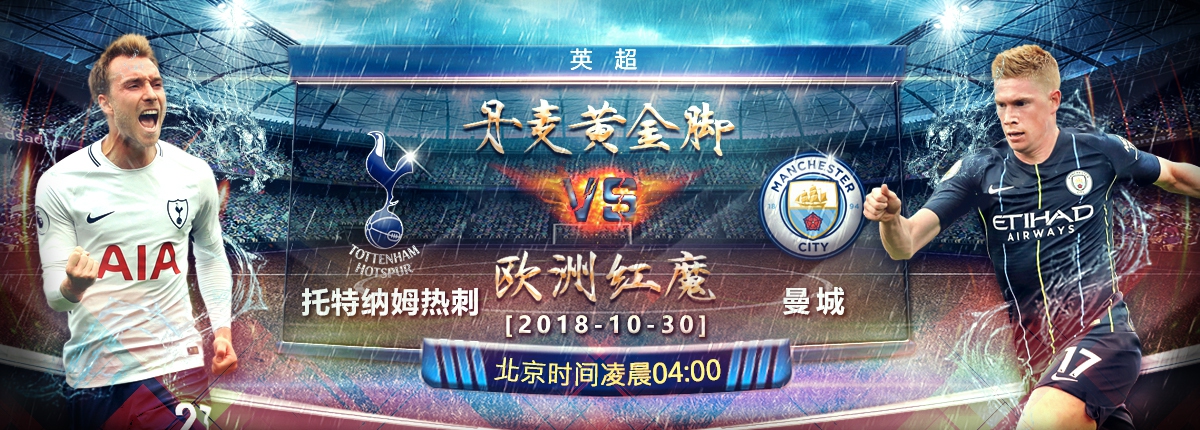 英超
丹麦黄金脚
VS
TOTTENHAM
HOTSPUR
托特纳姆热刺
MANCHESTER
18 94
CITY
曼城
欧洲红魔
[2018-10-30]
北京时间凌晨04:00
AIA
ETIHAD
AIRWAYS
17